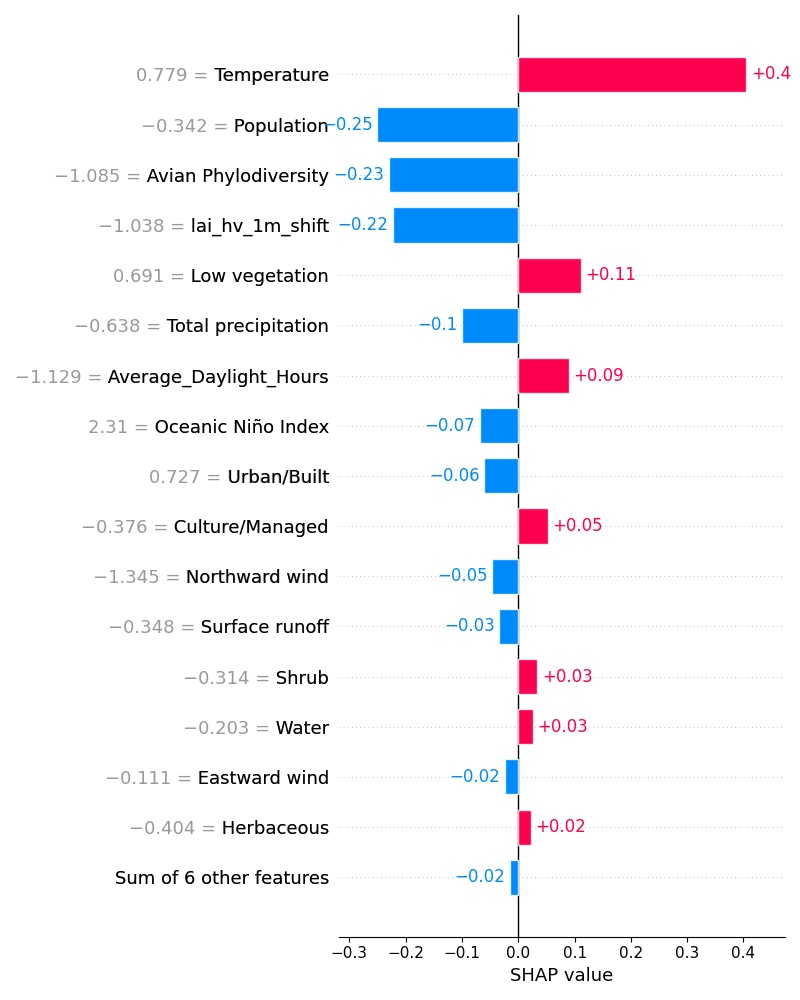 0.779 = Temperature +0.4
−0.342 = Population −0.25
−1.085 = Avian Phylodiversity −0.23
−1.038 = lai_hv_1m_shift −0.22
0.691 = Low vegetation +0.11
−0.638 = Total precipitation −0.1
−1.129 = Average_Daylight_Hours +0.09
2.31 = Oceanic Niño Index −0.07
0.727 = Urban/Built −0.06
−0.376 = Culture/Managed +0.05
−1.345 = Northward wind −0.05
−0.348 = Surface runoff −0.03
−0.314 = Shrub +0.03
−0.203 = Water +0.03
−0.111 = Eastward wind −0.02
−0.404 = Herbaceous +0.02
Sum of 6 other features −0.02
−0.3 −0.2 −0.1 0.0 0.1 0.2 0.3 0.4
SHAP value